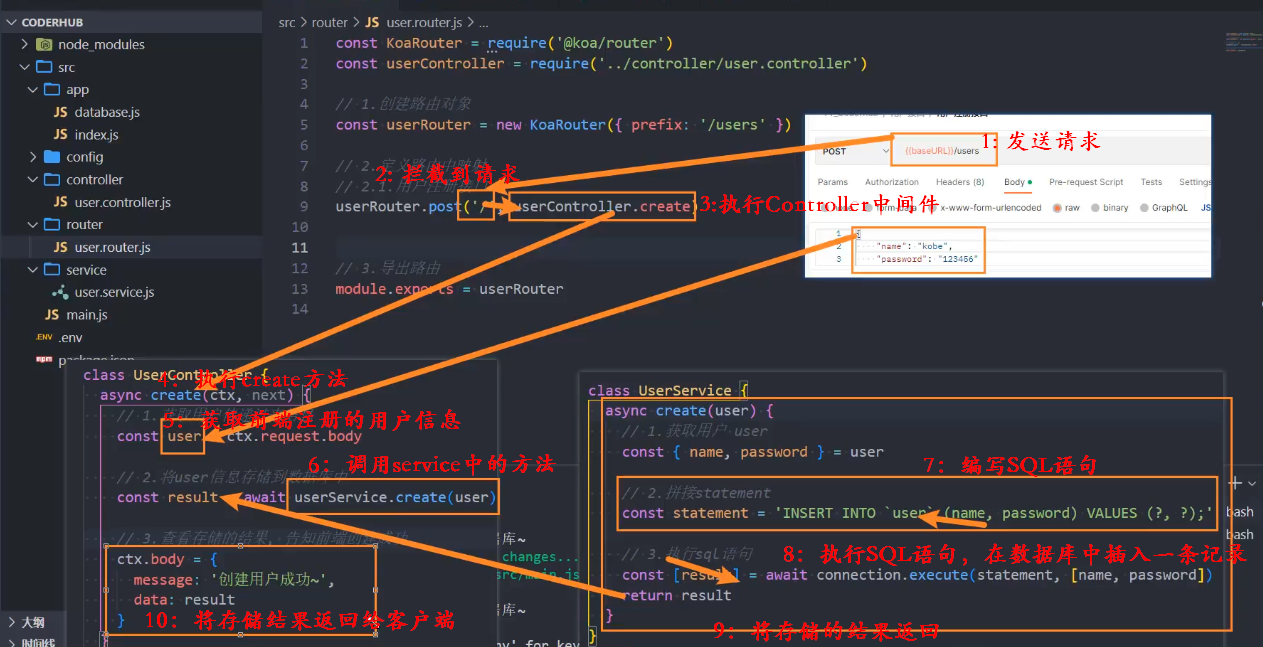 CODERHUB
node_modules
src
app
JS database.js
JS index.js
config
controller
JS user.controller.js
router
JS user.router.js
service
user.service.js
JS main.js
.ENV .env
npm package.json
大纲
时间线
src > router > JS user.router.js > ...
1 const KoaRouter = require('@koa/router')
2 const userController = require('../controller/user.controller')
3
4 // 1.创建路由对象
5 const userRouter = new KoaRouter({ prefix: '/users' })
6
7 // 2.定义路由中映射
8 // 2.1.用户注册
9 userRouter.post('/', userController.create)
10
11
12 // 3.导出路由
13 module.exports = userRouter
14
1: 发送请求
2: 拦截到请求
3:执行Controller中间件
POST
{{baseURL}}/users
Params Authorization Headers (8) Body Pre-request Script Tests Settings
form-data x-www-form-urlencoded raw binary GraphQL JS
1 {
2 "name": "kobe",
3 "password": "123456"
class UserController {
4: 执行create方法
async create(ctx, next) {
// 1.获取用户
5: 获取前端注册的用户信息
const user = ctx.request.body
6: 调用service中的方法
// 2.将user信息存储到数据库中
const result = await userService.create(user)
// 3.查看存储的结果, 告知前端创建成功
ctx.body = {
message: '创建用户成功~',
data: result
}
10: 将存储结果返回给客户端
}
据库~
changes...
src/main.js
据库~
' for key
class UserService {
async create(user) {
// 1.获取用户 user
const { name, password } = user
7: 编写SQL语句
// 2.拼接statement
const statement = 'INSERT INTO `user` (name, password) VALUES (?, ?);'
// 3.执行sql语句
8: 执行SQL语句, 在数据库中插入一条记录
const [result] = await connection.execute(statement, [name, password])
return result
}
9: 将存储的结果返回
}
bash
bash